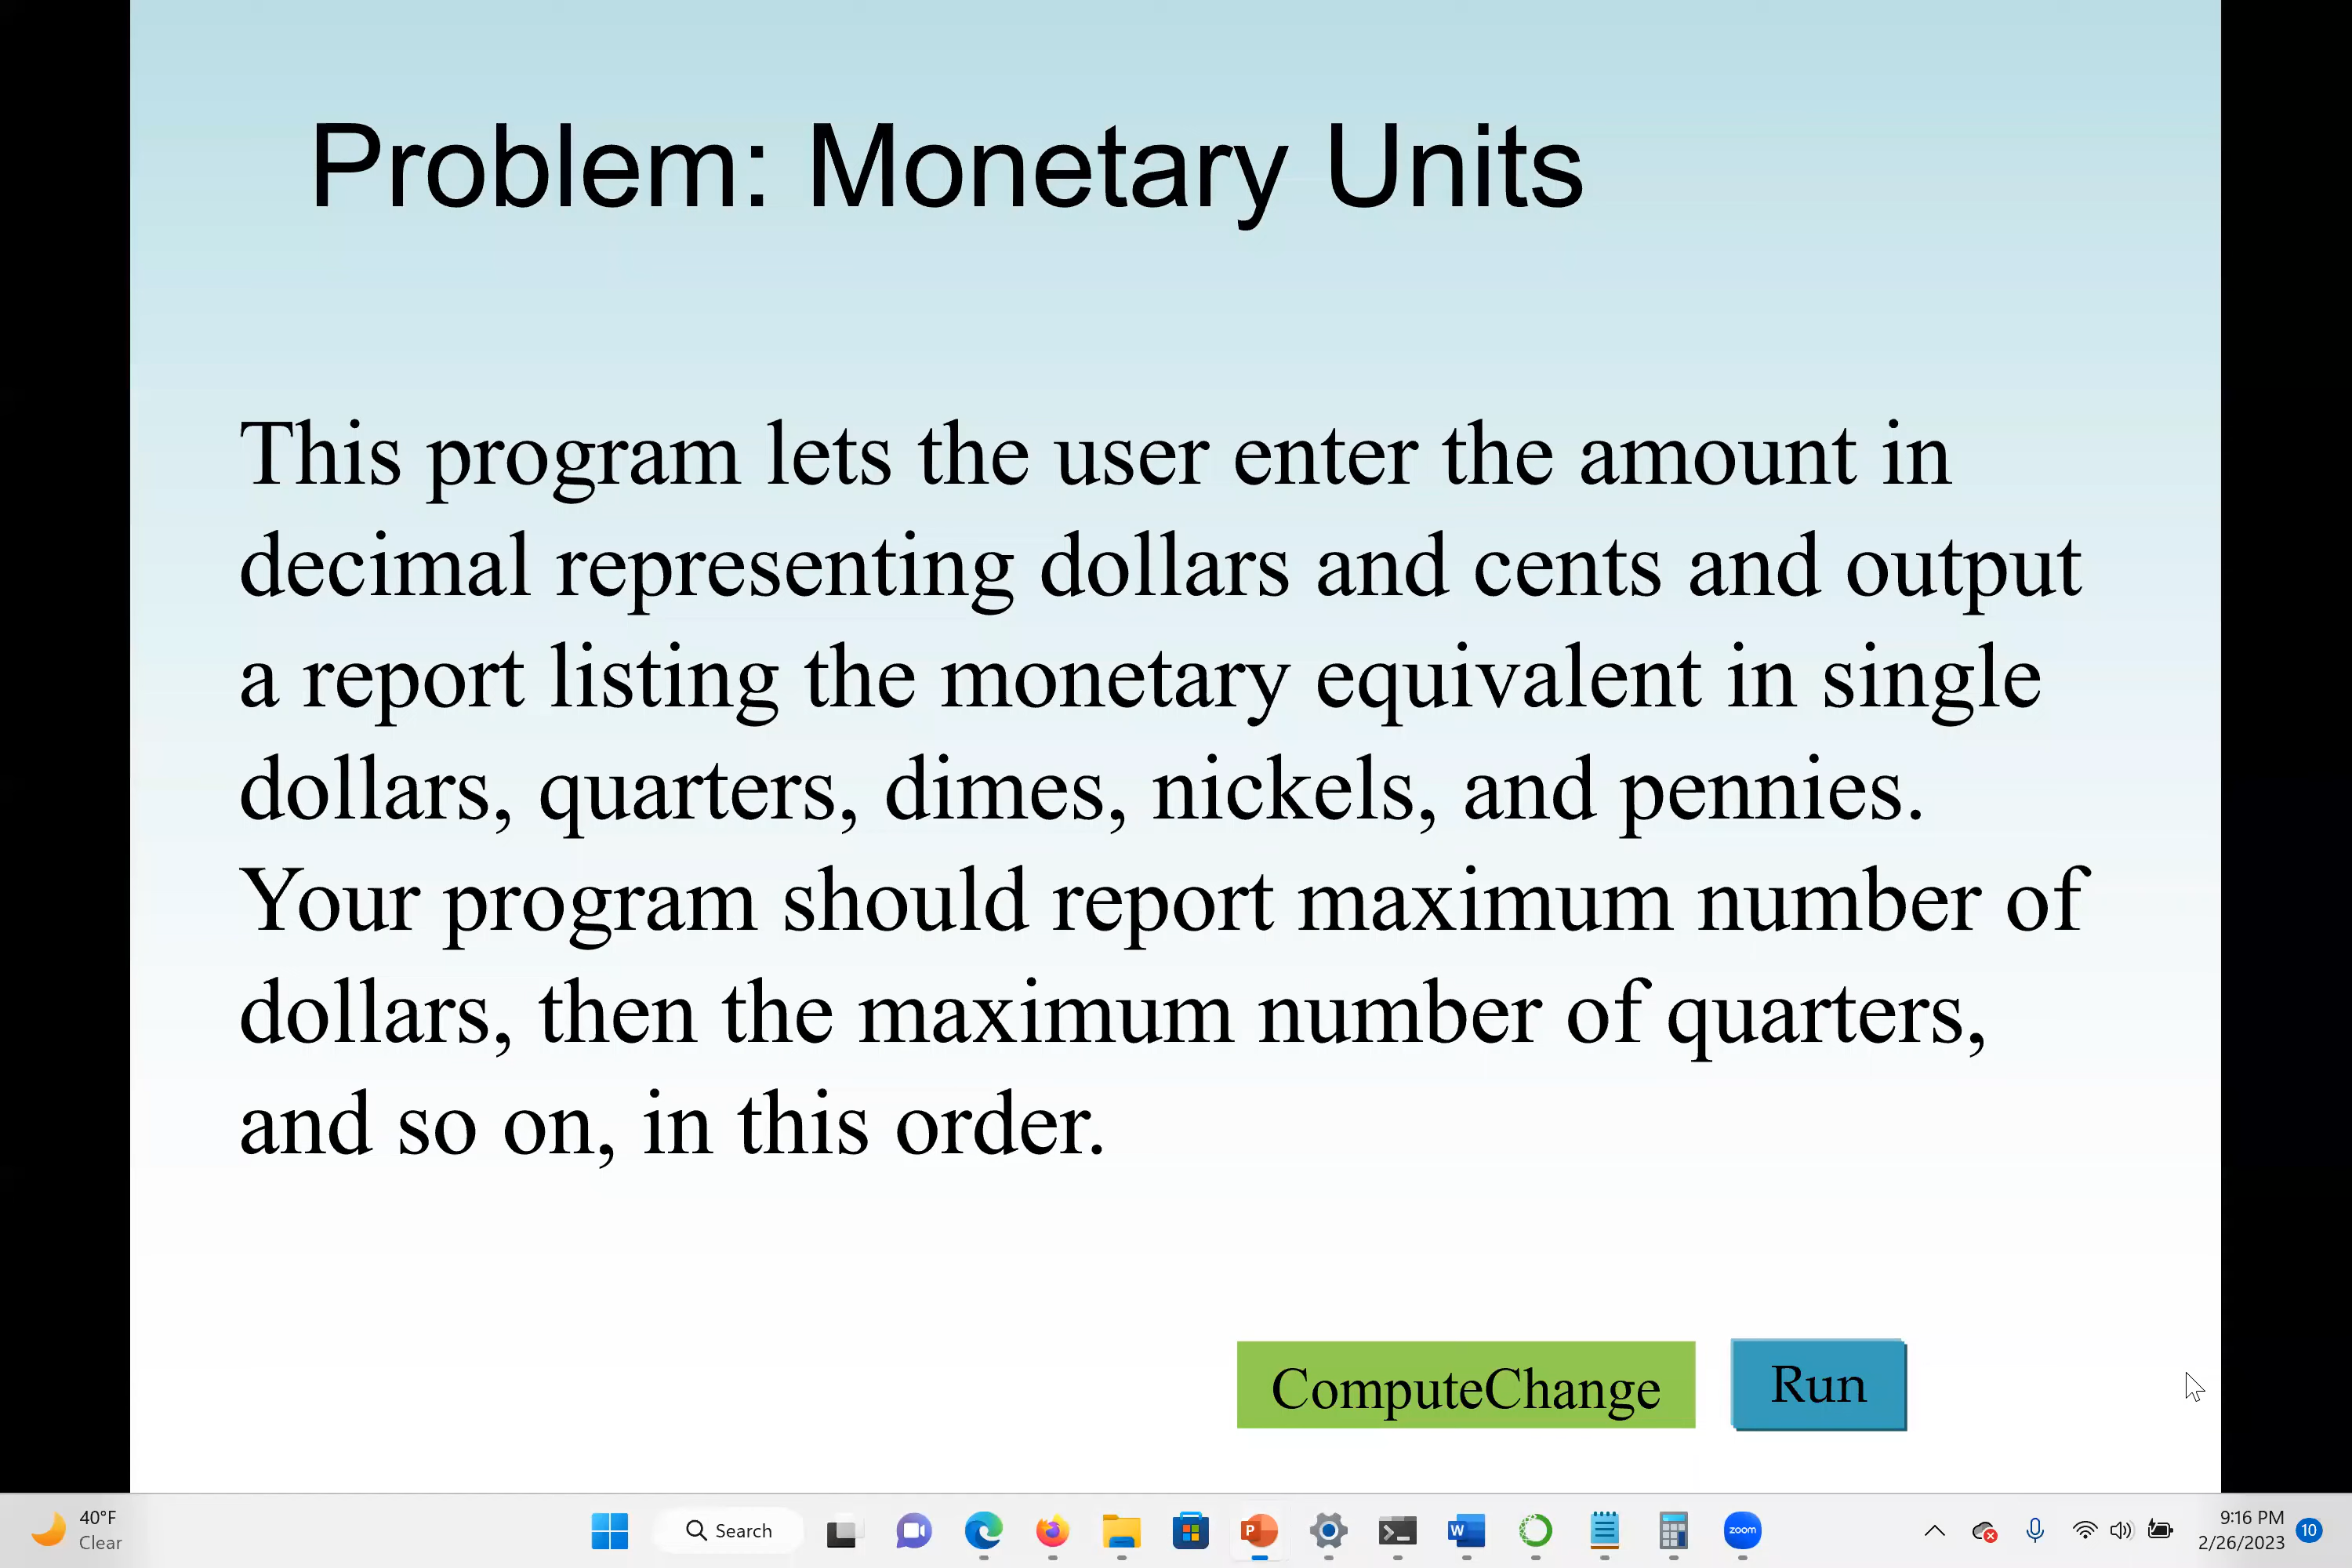 Problem: Monetary Units
This program lets the user enter the amount in
decimal representing dollars and cents and output
a report listing the monetary equivalent in single
dollars, quarters, dimes, nickels, and pennies.
Your program should report maximum number of
dollars, then the maximum number of quarters,
and so on, in this order.
ComputeChange
Run
40°F
Clear
Search
P
W
zoom
9:16 PM
2/26/2023
10